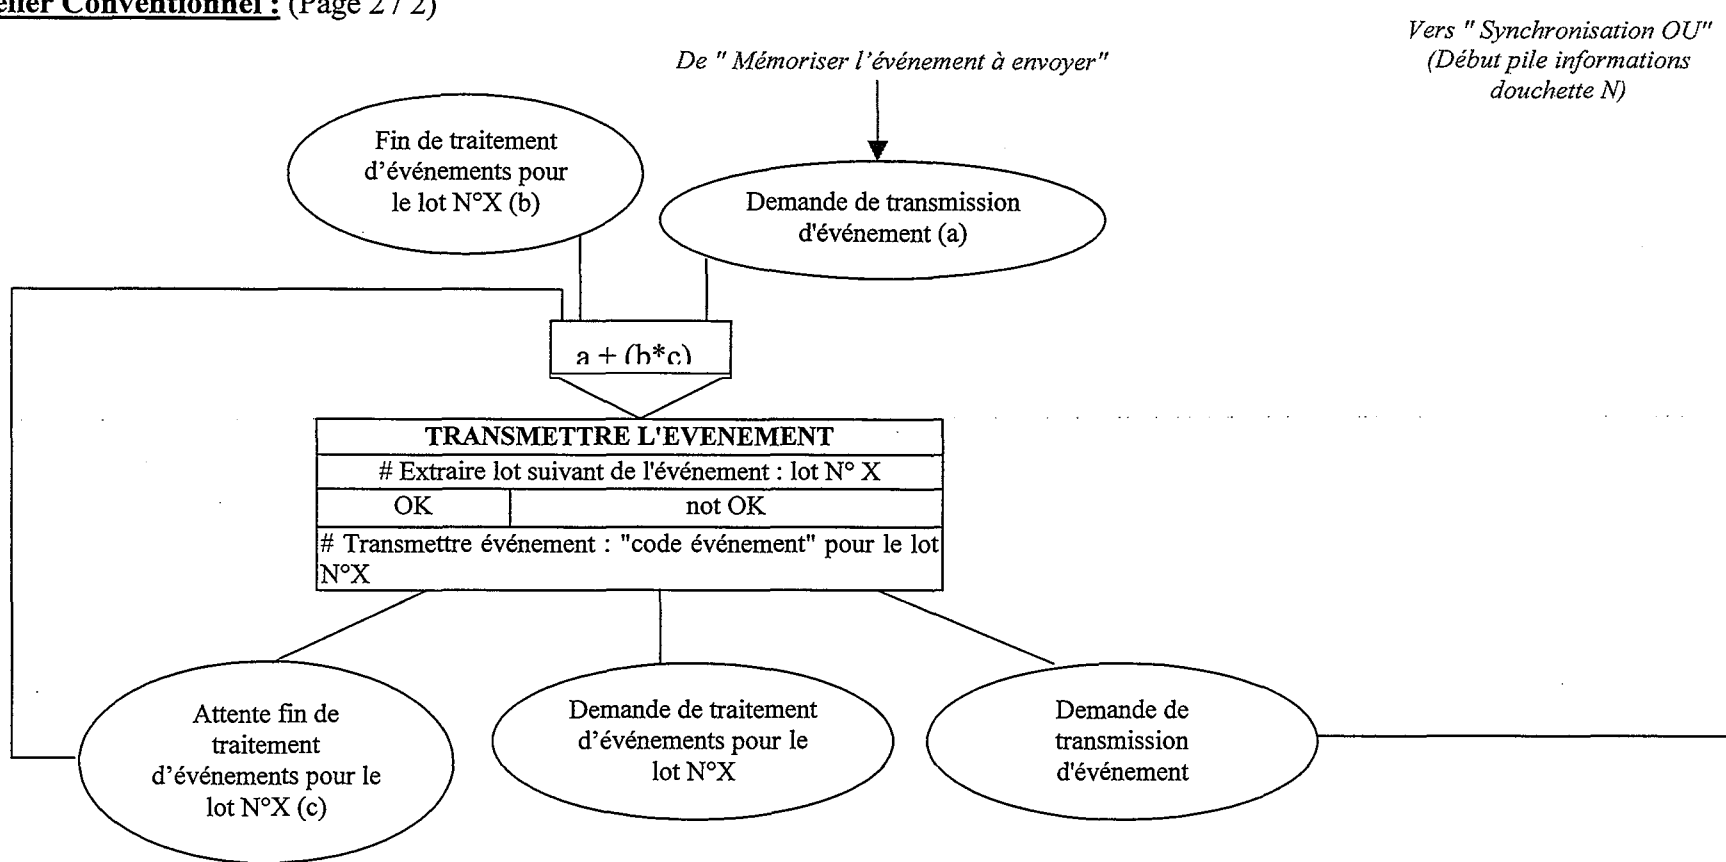 elier Conventionnel : (Page 2 / 2)
Vers " Synchronisation OU"
(Début pile informations
douchette N)
De " Mémoriser l'événement à envoyer"
Fin de traitement
d'événements pour
le lot N°X (b)
Demande de transmission
d'événement (a)
a + (b*c)
TRANSMETTRE L'EVENEMENT
# Extraire lot suivant de l'événement : lot N° X
OK
not OK
# Transmettre événement : "code événement" pour le lot
N°X
Attente fin de
traitement
d'événements pour le
lot N°X (c)
Demande de traitement
d'événements pour le
lot N°X
Demande de
transmission
d'événement